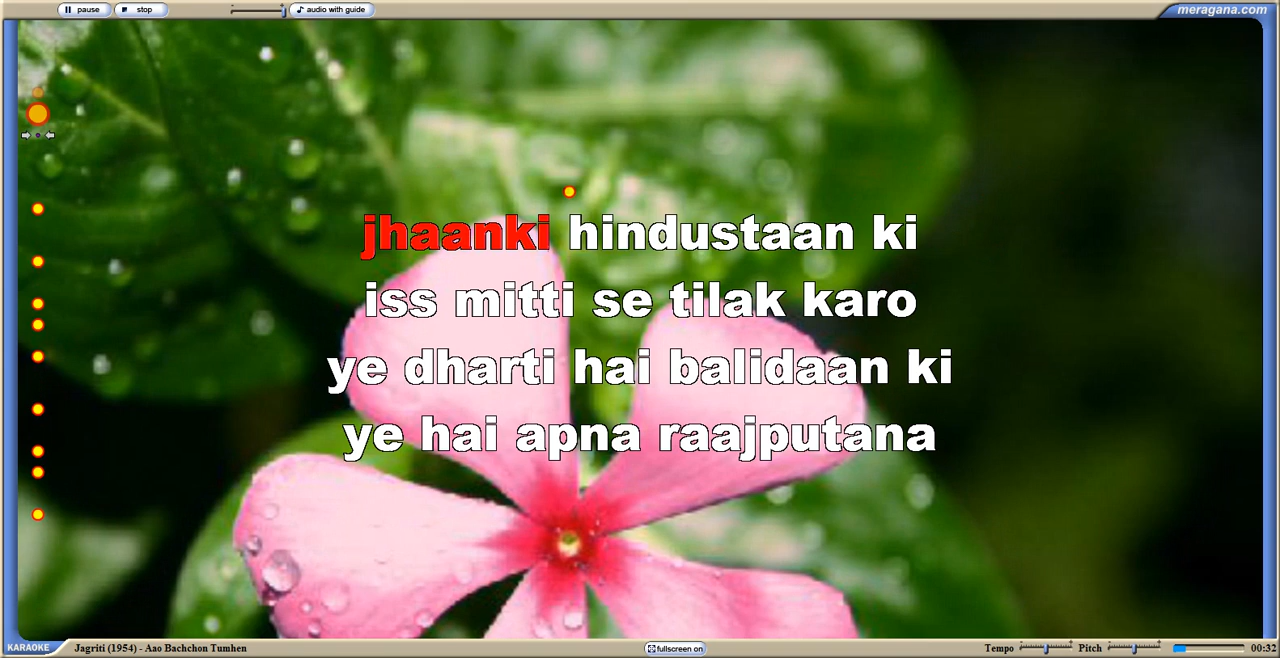 pause stop audio with guide meragana.com
jhaanki hindustaan ki
iss mitti se tilak karo
ye dharti hai balidaan ki
ye hai apna raajputana
KARAOKE Jagriti (1954) - Aao Bachchon Tumhen fullscreen on Tempo Pitch 00:32